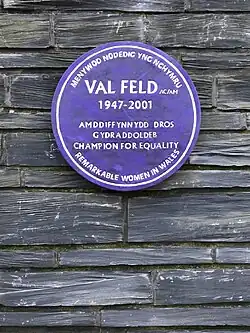 MENYWOD NODEDIG YNG NGHYMRU
VAL FELD AC/AM
1947-2001
AMDDIFFYNNYDD DROS
GYDRADDOLDEB
CHAMPION FOR EQUALITY
REMARKABLE WOMEN IN WALES